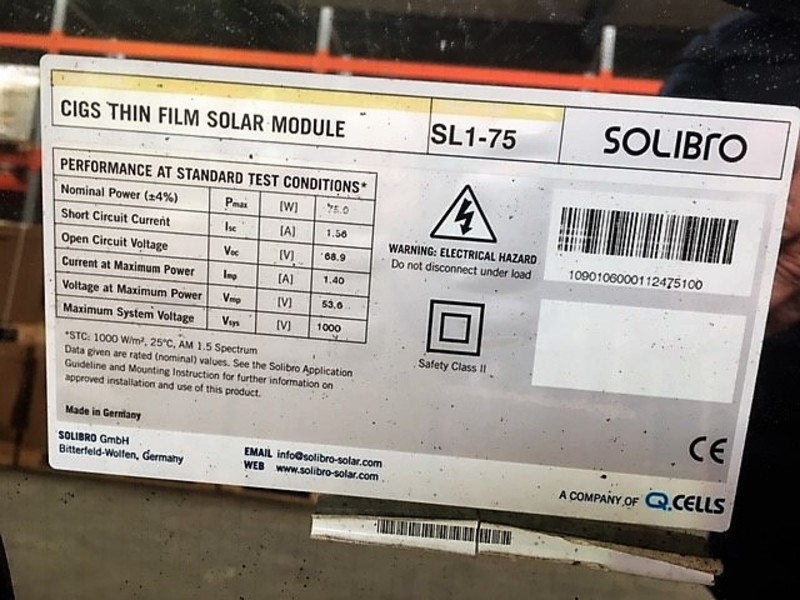 CIGS THIN FILM SOLAR MODULE
SL1-75
SOLIBRO
PERFORMANCE AT STANDARD TEST CONDITIONS*
Nominal Power (±4%) Pmax [W] 75.0
Short Circuit Current Isc [A] 1.56
Open Circuit Voltage Voc [V] 68.9
Current at Maximum Power Imp [A] 1.40
Voltage at Maximum Power Vmp [V] 53.6
Maximum System Voltage Vsys [V] 1000
*STC: 1000 W/m², 25°C, AM 1.5 Spectrum
Data given are rated (nominal) values. See the Solibro Application
Guideline and Mounting Instruction for further information on
approved installation and use of this product.
Made in Germany
SOLIBRO GmbH
Bitterfeld-Wolfen, Germany
EMAIL info@solibro-solar.com
WEB www.solibro-solar.com
WARNING: ELECTRICAL HAZARD
Do not disconnect under load
Safety Class II
1090106000112475100
CE
A COMPANY OF Q.CELLS